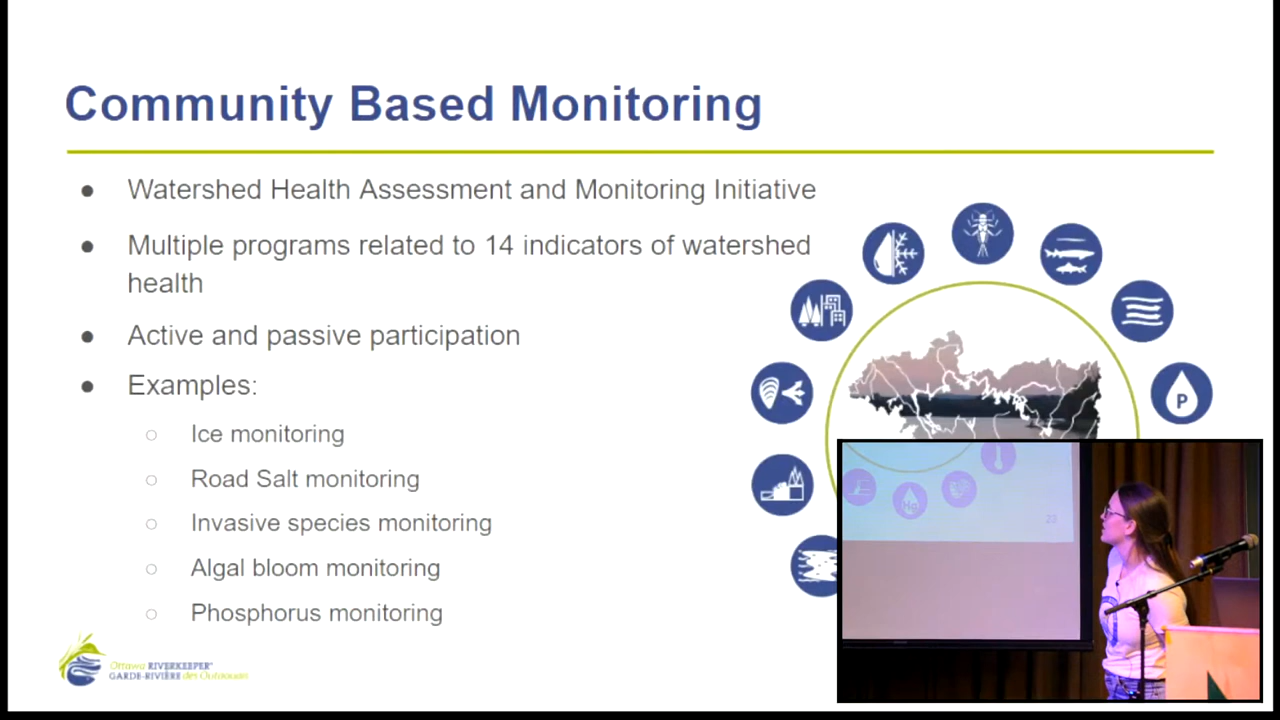 Community Based Monitoring
● Watershed Health Assessment and Monitoring Initiative
● Multiple programs related to 14 indicators of watershed
health
● Active and passive participation
● Examples:
○ Ice monitoring
○ Road Salt monitoring
○ Invasive species monitoring
○ Algal bloom monitoring
○ Phosphorus monitoring
P
Hg
22
Ottawa RIVERKEEPER®
GARDE-RIVIÈRE des Outaouais